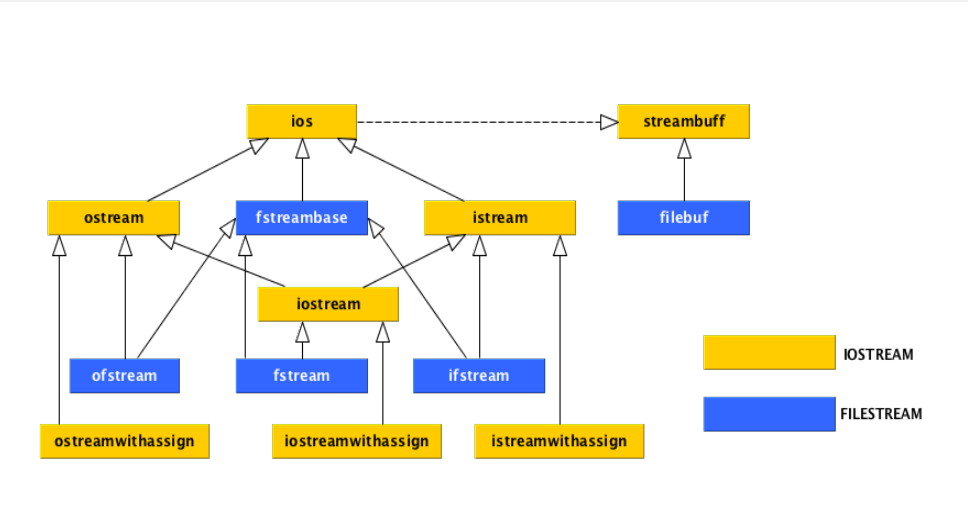 ios
streambuff
ostream
fstreambase
istream
filebuf
iostream
IOSTREAM
ofstream
fstream
ifstream
FILESTREAM
ostreamwithassign
iostreamwithassign
istreamwithassign